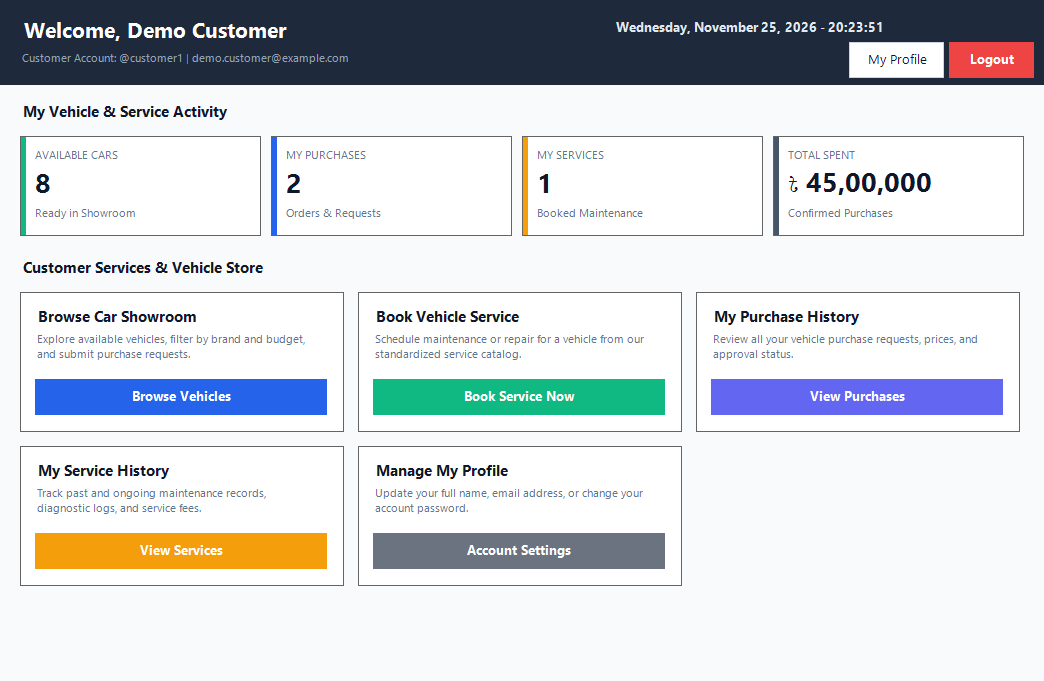 Welcome, Demo Customer
Wednesday, November 25, 2026 - 20:23:51
Customer Account: @customer1 | demo.customer@example.com
My Profile
Logout
My Vehicle & Service Activity
AVAILABLE CARS
8
Ready in Showroom
MY PURCHASES
2
Orders & Requests
MY SERVICES
1
Booked Maintenance
TOTAL SPENT
৳ 45,00,000
Confirmed Purchases
Customer Services & Vehicle Store
Browse Car Showroom
Explore available vehicles, filter by brand and budget,
and submit purchase requests.
Browse Vehicles
Book Vehicle Service
Schedule maintenance or repair for a vehicle from our
standardized service catalog.
Book Service Now
My Purchase History
Review all your vehicle purchase requests, prices, and
approval status.
View Purchases
My Service History
Track past and ongoing maintenance records,
diagnostic logs, and service fees.
View Services
Manage My Profile
Update your full name, email address, or change your
account password.
Account Settings